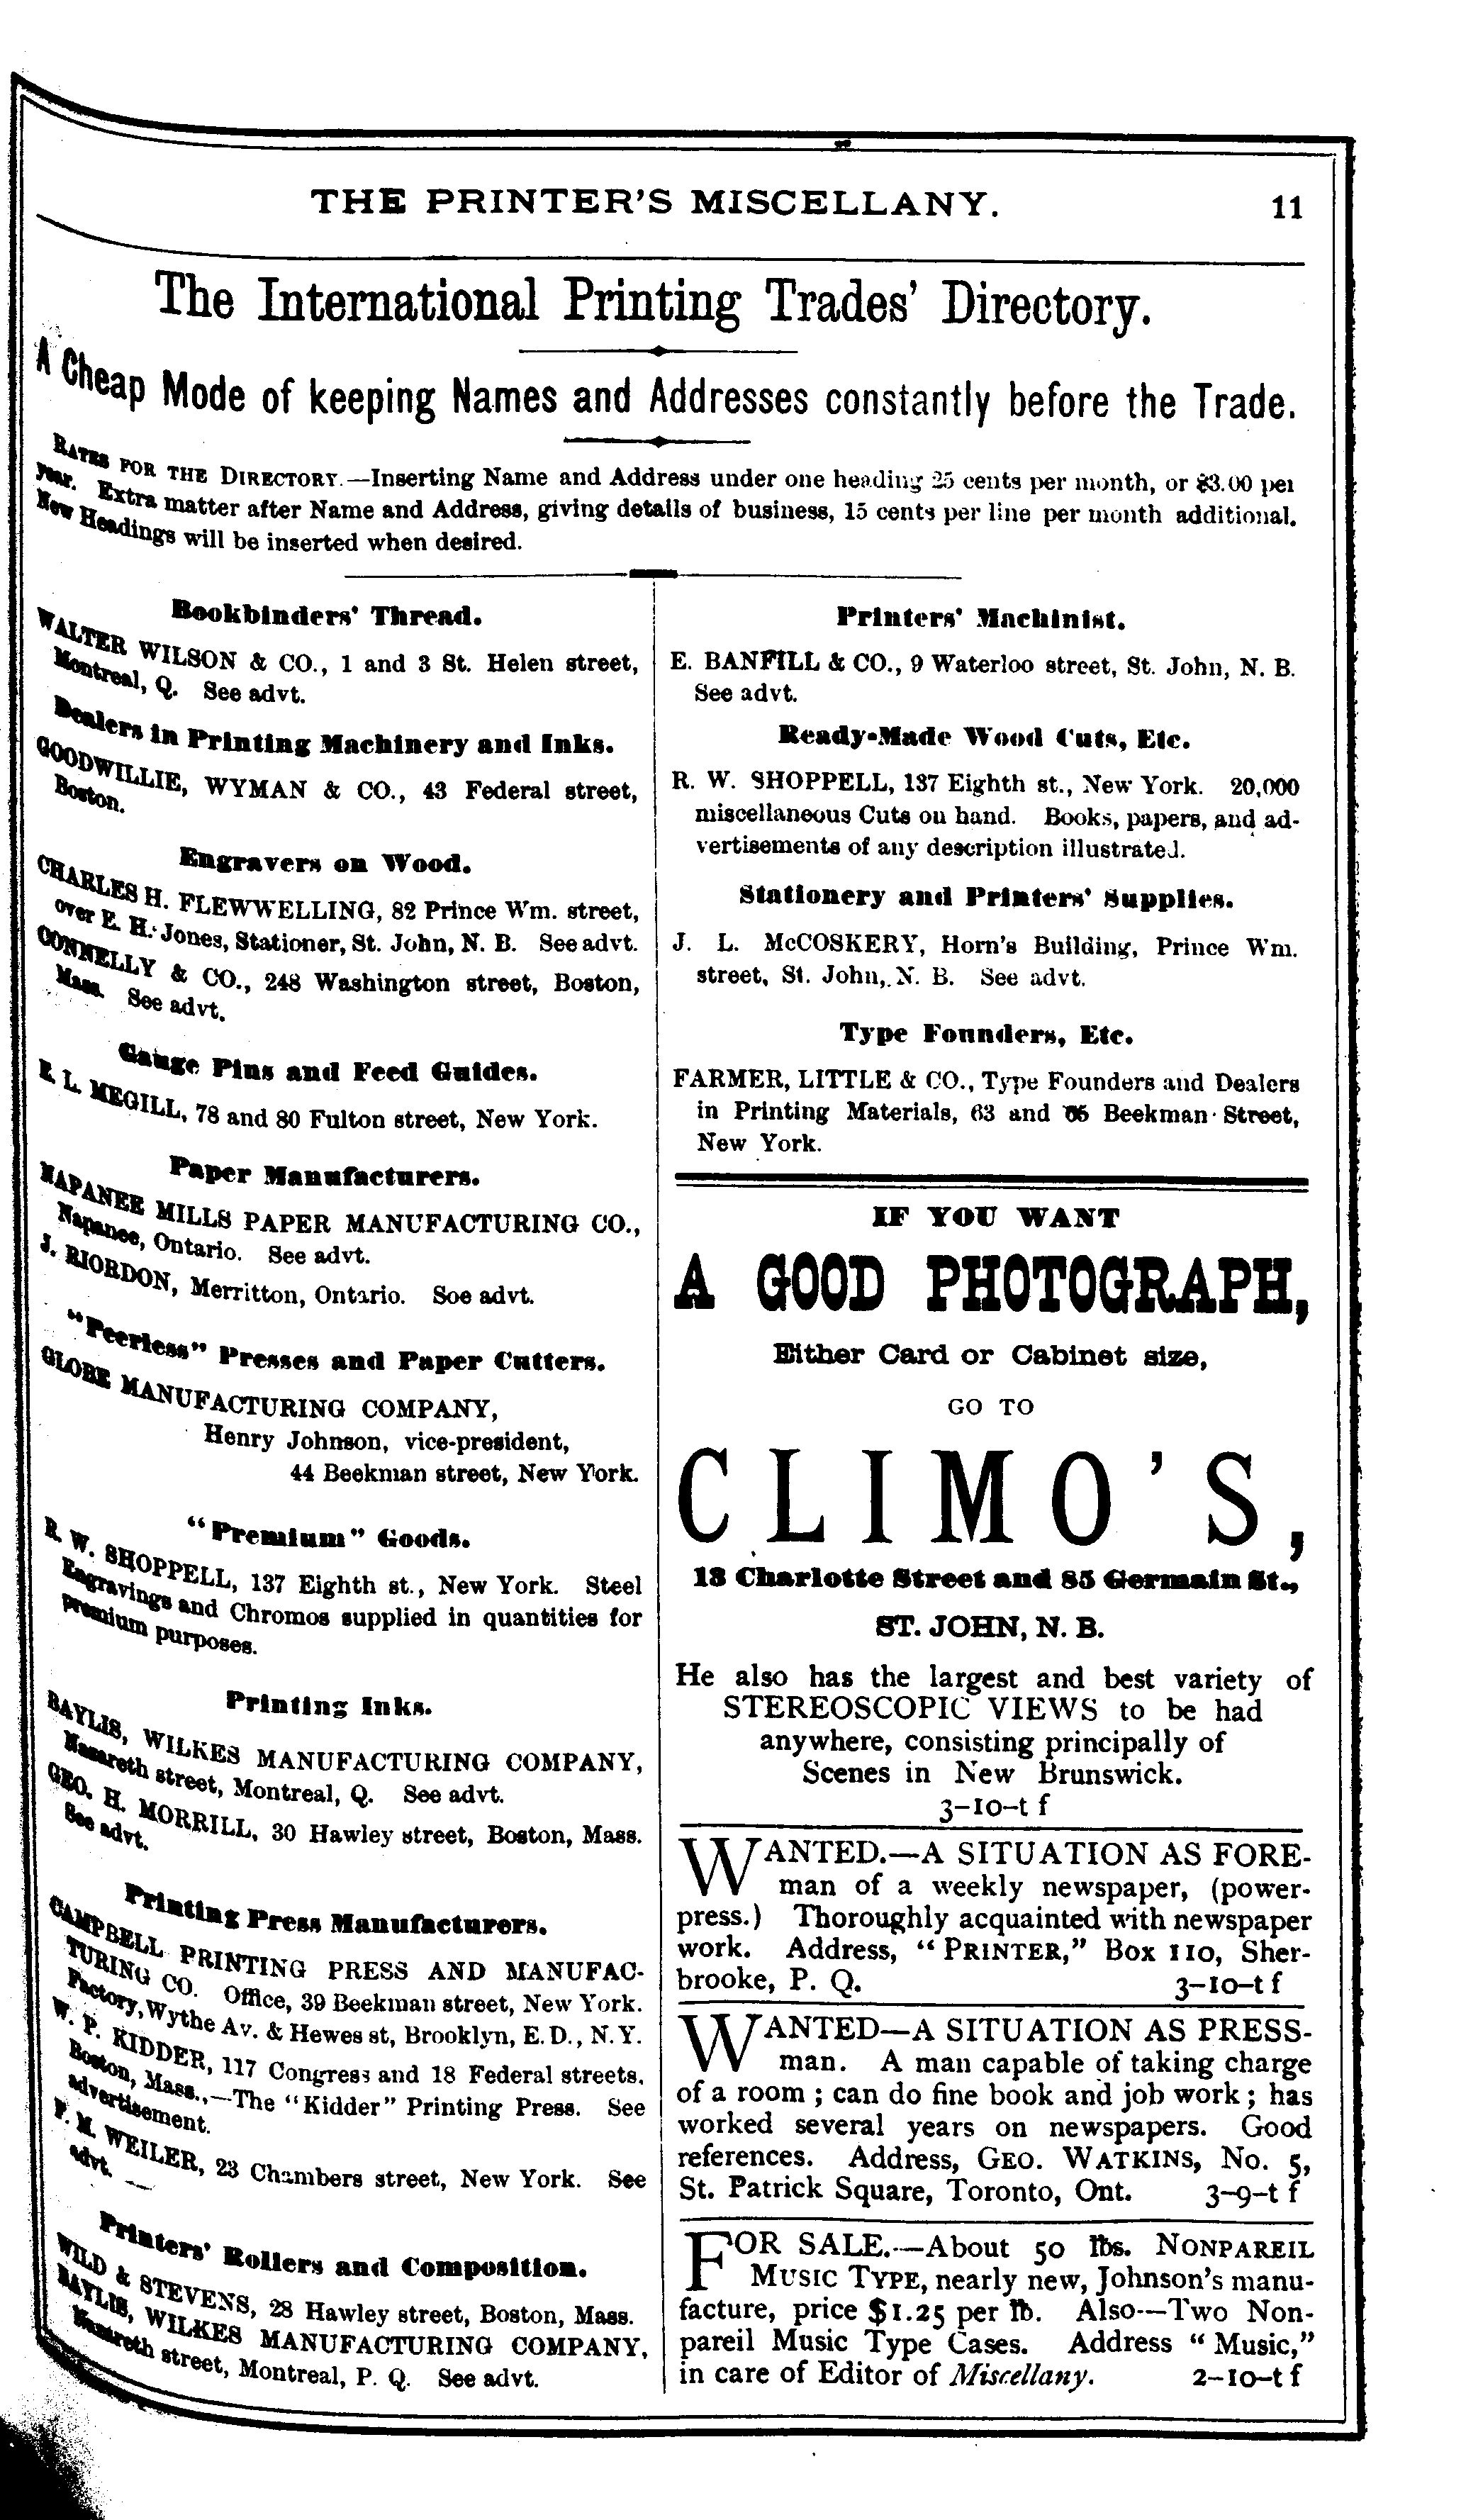 THE PRINTER'S MISCELLANY. 11
The International Printing Trades' Directory.
A Cheap Mode of keeping Names and Addresses constantly before the Trade.
RATES FOR THE DIRECTORY.—Inserting Name and Address under one heading 25 cents per month, or $3.00 per
year. Extra matter after Name and Address, giving details of business, 15 cents per line per month additional.
New Headings will be inserted when desired.
Bookbinders' Thread.
WALTER WILSON & CO., 1 and 3 St. Helen street,
Montreal, Q. See advt.
Dealers in Printing Machinery and Inks.
GOODWILLIE, WYMAN & CO., 43 Federal street,
Boston.
Engravers on Wood.
CHARLES H. FLEWWELLING, 82 Prince Wm. street,
over E. H. Jones, Stationer, St. John, N. B. See advt.
CONNELLY & CO., 248 Washington street, Boston,
Mass. See advt.
Gauge Pins and Feed Guides.
E. L. MEGILL, 78 and 80 Fulton street, New York.
Paper Manufacturers.
NAPANEE MILLS PAPER MANUFACTURING CO.,
Napanee, Ontario. See advt.
J. RIORDON, Merritton, Ontario. Soe advt.
"Peerless" Presses and Paper Cutters.
GLOBE MANUFACTURING COMPANY,
Henry Johnson, vice-president,
44 Beekman street, New York.
"Premium" Goods.
R. W. SHOPPELL, 137 Eighth st., New York. Steel
Engravings and Chromos supplied in quantities for
premium purposes.
Printing Inks.
BAYLIS, WILKES MANUFACTURING COMPANY,
Nazareth street, Montreal, Q. See advt.
GEO. H. MORRILL, 30 Hawley street, Boston, Mass.
See advt.
Printing Press Manufacturers.
CAMPBELL PRINTING PRESS AND MANUFAC-
TURING CO. Office, 39 Beekman street, New York.
Factory, Wythe Av. & Hewes st, Brooklyn, E. D., N. Y.
W. P. KIDDER, 117 Congress and 18 Federal streets,
Boston, Mass.,—The "Kidder" Printing Press. See
advertisement.
F. M. WEILER, 23 Chambers street, New York. See
advt.
Printers' Rollers and Composition.
WILD & STEVENS, 28 Hawley street, Boston, Mass.
BAYLIS, WILKES MANUFACTURING COMPANY,
Nazareth street, Montreal, P. Q. See advt.
Printers' Machinist.
E. BANFILL & CO., 9 Waterloo street, St. John, N. B.
See advt.
Ready-Made Wood Cuts, Etc.
R. W. SHOPPELL, 137 Eighth st., New York. 20,000
miscellaneous Cuts on hand. Books, papers, and ad-
vertisements of any description illustrated.
Stationery and Printers' Supplies.
J. L. McCOSKERY, Horn's Building, Prince Wm.
street, St. John, N. B. See advt.
Type Founders, Etc.
FARMER, LITTLE & CO., Type Founders and Dealers
in Printing Materials, 63 and 65 Beekman Street,
New York.
IF YOU WANT
A GOOD PHOTOGRAPH,
Either Card or Cabinet size,
GO TO
CLIMO'S,
13 Charlotte Street and 85 Germain St.,
ST. JOHN, N. B.
He also has the largest and best variety of
STEREOSCOPIC VIEWS to be had
anywhere, consisting principally of
Scenes in New Brunswick.
3-10-t f
WANTED.—A SITUATION AS FORE-
man of a weekly newspaper, (power-
press.) Thoroughly acquainted with newspaper
work. Address, "PRINTER," Box 110, Sher-
brooke, P. Q. 3-10-t f
WANTED—A SITUATION AS PRESS-
man. A man capable of taking charge
of a room; can do fine book and job work; has
worked several years on newspapers. Good
references. Address, GEO. WATKINS, No. 5,
St. Patrick Square, Toronto, Ont. 3-9-t f
FOR SALE.—About 50 lbs. NONPAREIL
MUSIC TYPE, nearly new, Johnson's manu-
facture, price $1.25 per lb. Also—Two Non-
pareil Music Type Cases. Address "Music,"
in care of Editor of Miscellany. 2-10-t f